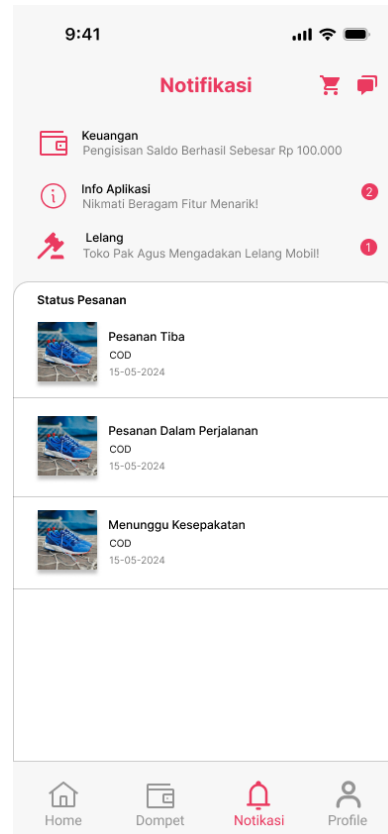 9:41
Notifikasi
Keuangan
Pengisisan Saldo Berhasil Sebesar Rp 100.000
Info Aplikasi
Nikmati Beragam Fitur Menarik!
2
Lelang
Toko Pak Agus Mengadakan Lelang Mobil!
1
Status Pesanan
Pesanan Tiba
COD
15-05-2024
Pesanan Dalam Perjalanan
COD
15-05-2024
Menunggu Kesepakatan
COD
15-05-2024
Home Dompet Notikasi Profile